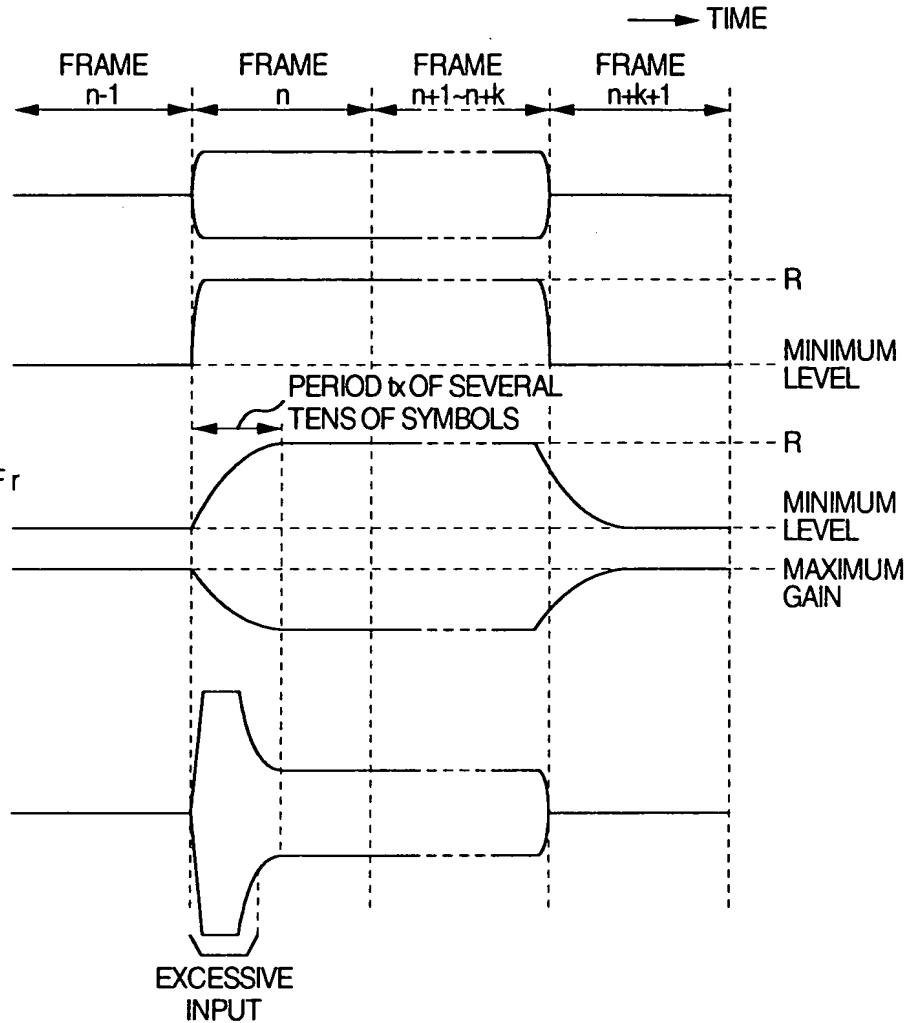 TIME
FRAME
n-1
FRAME
n
FRAME
n+1~n+k
FRAME
n+k+1
R
MINIMUM
LEVEL
PERIOD tx OF SEVERAL
TENS OF SYMBOLS
R
Fr
MINIMUM
LEVEL
MAXIMUM
GAIN
EXCESSIVE
INPUT